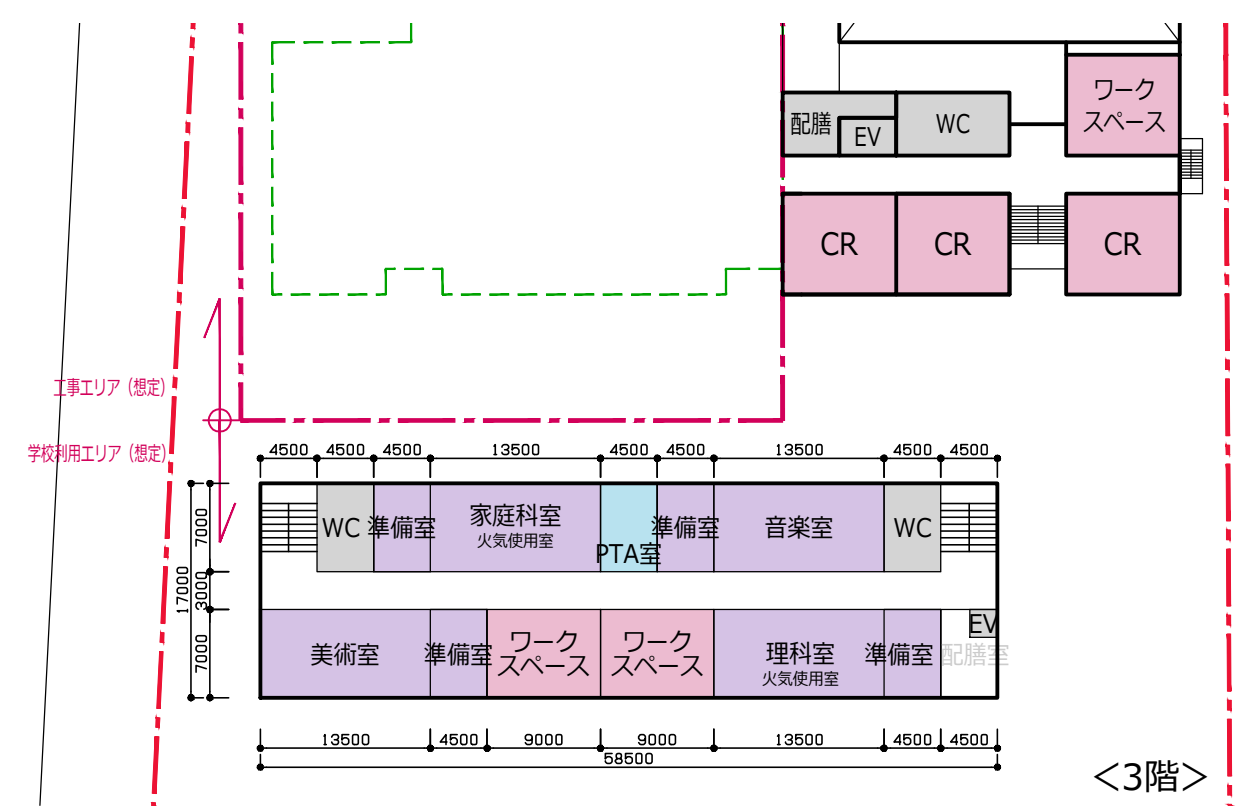 ワーク
スペース
配膳
EV
WC
CR
CR
CR
工事エリア（想定）
学校利用エリア（想定）
4500 4500 4500 13500 4500 4500 13500 4500 4500
17000
7000
3000
7000
WC
準備室
家庭科室
火気使用室
PTA室
準備室
音楽室
WC
美術室
準備室
ワーク
スペース
ワーク
スペース
理科室
火気使用室
準備室
EV
配膳室
13500 4500 9000 9000 13500 4500 4500
58500
＜3階＞